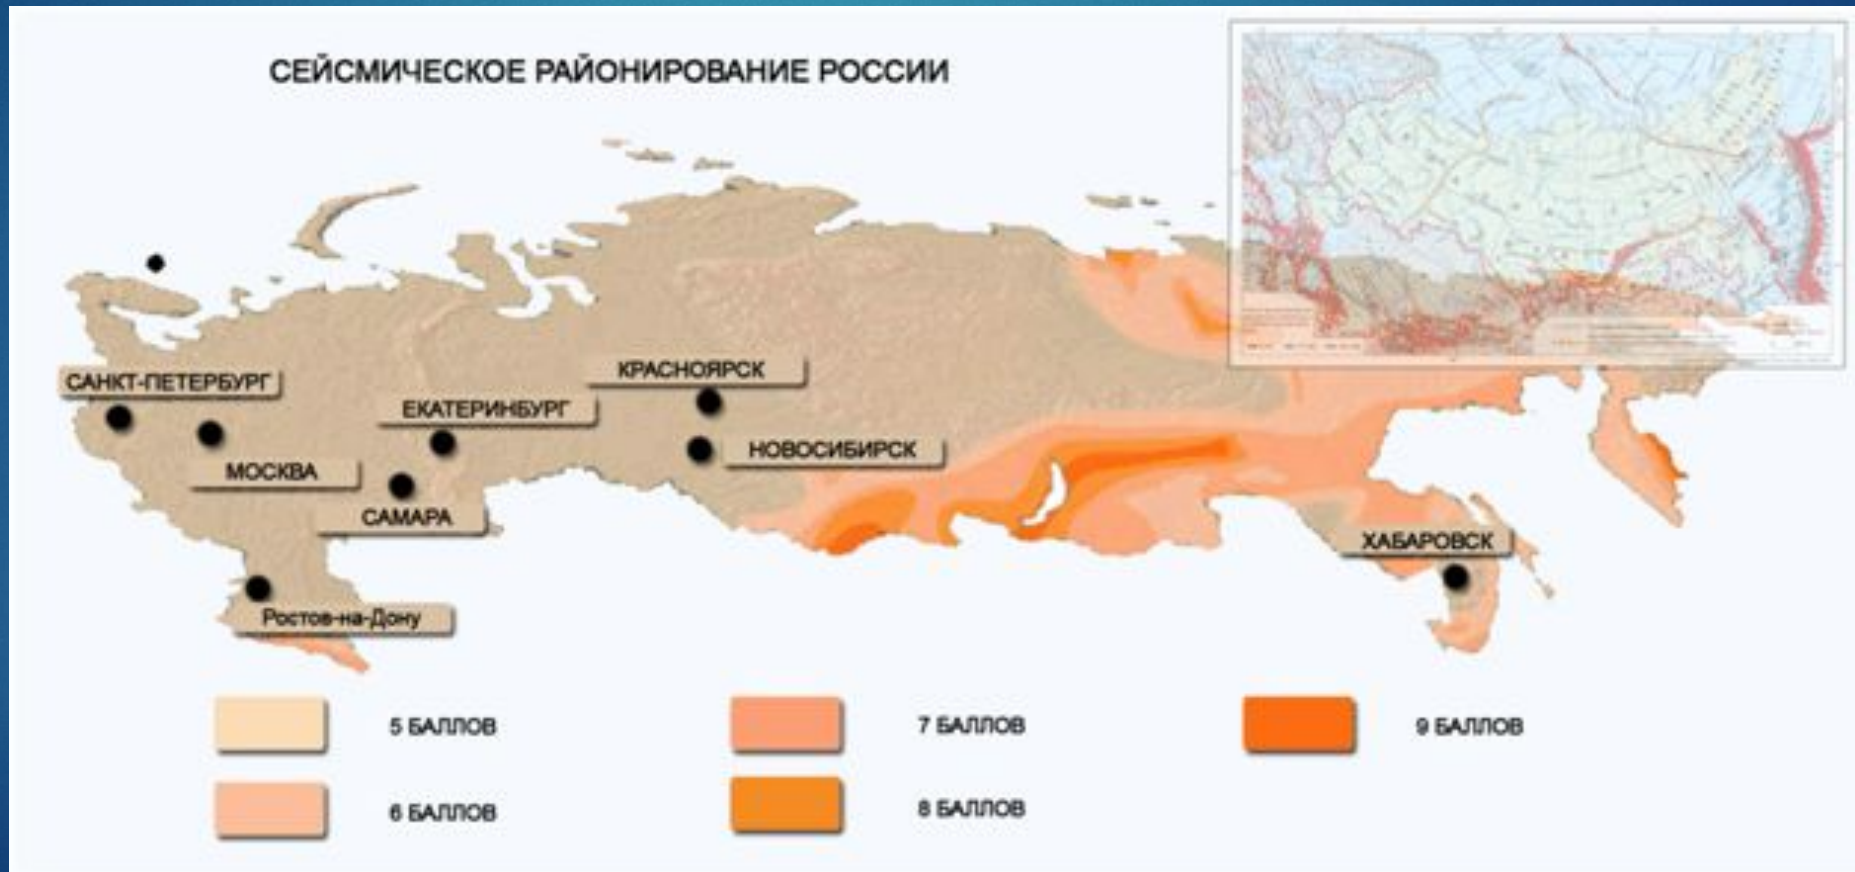 СЕЙСМИЧЕСКОЕ РАЙОНИРОВАНИЕ РОССИИ
САНКТ-ПЕТЕРБУРГ
КРАСНОЯРСК
ЕКАТЕРИНБУРГ
НОВОСИБИРСК
МОСКВА
САМАРА
ХАБАРОВСК
Ростов-на-Дону
5 БАЛЛОВ
7 БАЛЛОВ
9 БАЛЛОВ
6 БАЛЛОВ
8 БАЛЛОВ